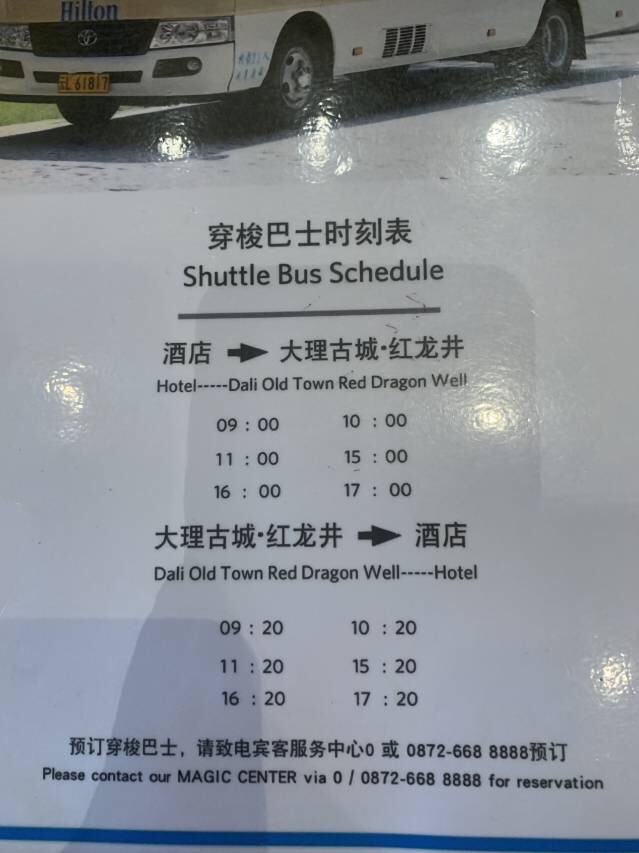 Hilton
云L 61817
穿梭巴士时刻表
Shuttle Bus Schedule
酒店 ➡ 大理古城·红龙井
Hotel-----Dali Old Town Red Dragon Well
09 : 00 10 : 00
11 : 00 15 : 00
16 : 00 17 : 00
大理古城·红龙井 ➡ 酒店
Dali Old Town Red Dragon Well-----Hotel
09 : 20 10 : 20
11 : 20 15 : 20
16 : 20 17 : 20
预订穿梭巴士，请致电宾客服务中心0 或 0872-668 8888预订
Please contact our MAGIC CENTER via 0 / 0872-668 8888 for reservation